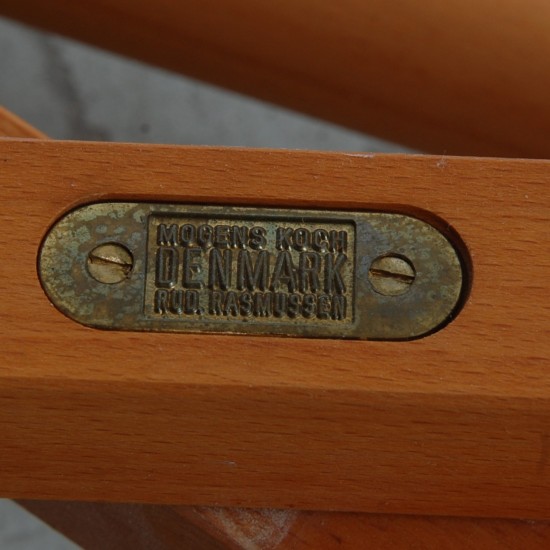 MOGENS KOCH
DENMARK
RUD. RASMUSSEN